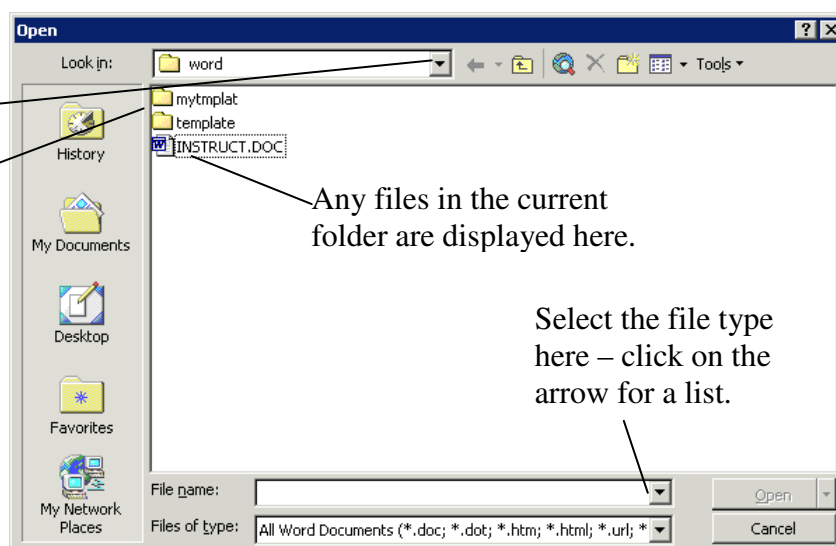 Open
Look in: word Tools
mytmplat
template
INSTRUCT.DOC
History
My Documents
Desktop
Favorites
My Network
Places
Any files in the current
folder are displayed here.
Select the file type
here – click on the
arrow for a list.
File name: Open
Files of type: All Word Documents (*.doc; *.dot; *.htm; *.html; *.url; * Cancel